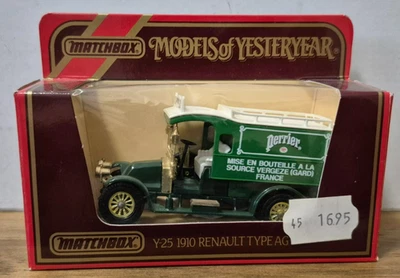 MATCHBOX
MODELS of YESTERYEAR
Perrier
MISE EN BOUTEILLE A LA
SOURCE VERGEZE (GARD)
FRANCE
45 1695
MATCHBOX
Y-25 1910 RENAULT TYPE AG